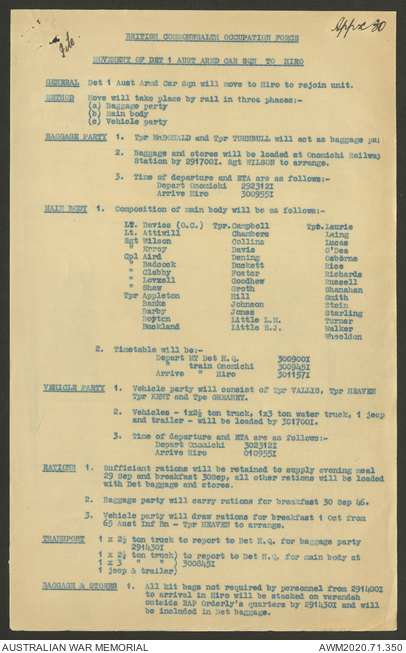 Appx 30
File.
BRITISH COMMONWEALTH OCCUPATION FORCE
MOVEMENT OF DET 1 AUST ARMD CAR SQN TO HIRO
GENERAL Det 1 Aust Armd Car Sqn will move to Hiro to rejoin unit.
METHOD Move will take place by rail in three phases:-
(a) Baggage party
(b) Main body
(c) Vehicle party
BAGGAGE PARTY 1. Tpr McDONALD and Tpr TURNBULL will act as baggage pa
2. Baggage and stores will be loaded at Onomichi Railway
Station by 291700I. Sgt WILSON to arrange.
3. Time of departure and ETA are as follows:-
Depart Onomichi 292312I
Arrive Hiro 300955I
MAIN BODY 1. Composition of main body will be as follows:-
LT. Davies (O.C.) Tpr. Campbell Tpr. Laurie
Lt. Attiwill Chambers Laing
Sgt Wilson Collins Lucas
" Errey Davis O'Dea
Cpl Aird Dening Osborne
" Badcock Duskett Rice
" Clabby Foster Richards
" Lovzell Goodhew Russell
" Shaw Groth Shanahan
Tpr Appleton Hill Smith
Banks Johnson Stein
Barby Jones Starling
Boyton Little L.M. Turner
Buskland Little E.J. Walker
Wheeldon
2. Timetable will be:-
Depart MT Det H.Q. 300900I
" train Onomichi 300945I
Arrive " Hiro 301157I
VEHICLE PARTY 1. Vehicle party will consist of Tpr VALLIS, Tpr HEAVEN
Tpr KENT and Tpr GREANEY.
2. Vehicles - 1x2½ ton truck, 1x3 ton water truck, 1 jeep
and trailer - will be loaded by 301700I.
3. Time of departure and ETA are as follows:-
Depart Onomichi 302312I
Arrive Hiro 010955I
RATIONS 1. Sufficient rations will be retained to supply evening meal
29 Sep and breakfast 30Sep, all other rations will be loaded
with Det baggage and stores.
2. Baggage party will carry rations for breakfast 30 Sep 46.
3. Vehicle party will draw rations for breakfast 1 Oct from
65 Aust Inf Bn - Tpr HEAVEN to arrange.
TRANSPORT 1 x 2½ ton truck to report to Det H.Q. for baggage party
291430I
1 x 2½ ton truck) to report to Det H.Q. for main body at
1 x 3 " " ) 300845I
1 jeep & trailer)
BAGGAGE & STORES 1. All kit bags not required by personnel from 291400I
to arrival in Hiro will be stacked on verandah
outside RAP Orderly's quarters by 291430I and will
be included in Det baggage.
AUSTRALIAN WAR MEMORIAL AWM2020.71.350